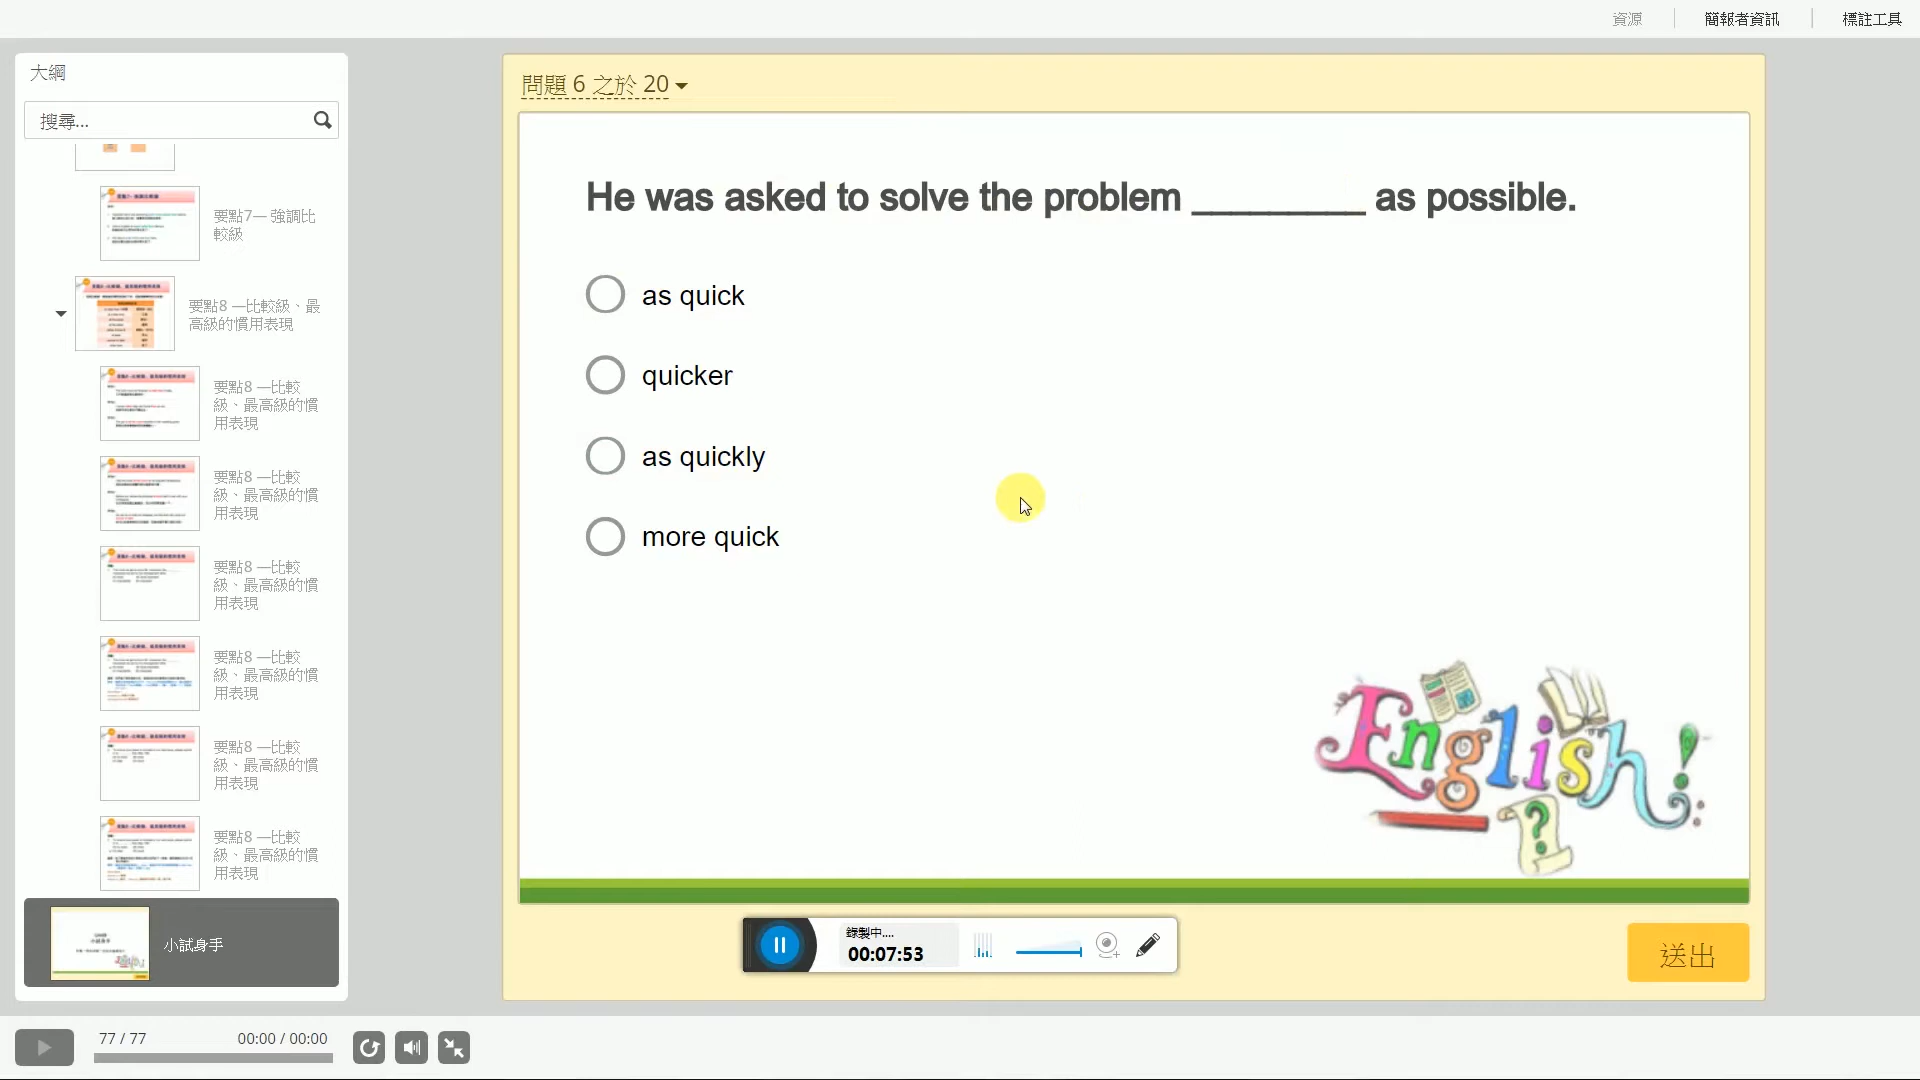 資源
簡報者資訊
標註工具
大綱
搜尋...
要點7— 強調比
較級
要點8 —比較級、最
高級的慣用表現
要點8 —比較
級、最高級的慣
用表現
要點8 —比較
級、最高級的慣
用表現
要點8 —比較
級、最高級的慣
用表現
要點8 —比較
級、最高級的慣
用表現
要點8 —比較
級、最高級的慣
用表現
要點8 —比較
級、最高級的慣
用表現
小試身手
問題 6 之於 20
He was asked to solve the problem _________ as possible.
as quick
quicker
as quickly
more quick
English!
?
錄製中....
00:07:53
送出
77 / 77
00:00 / 00:00